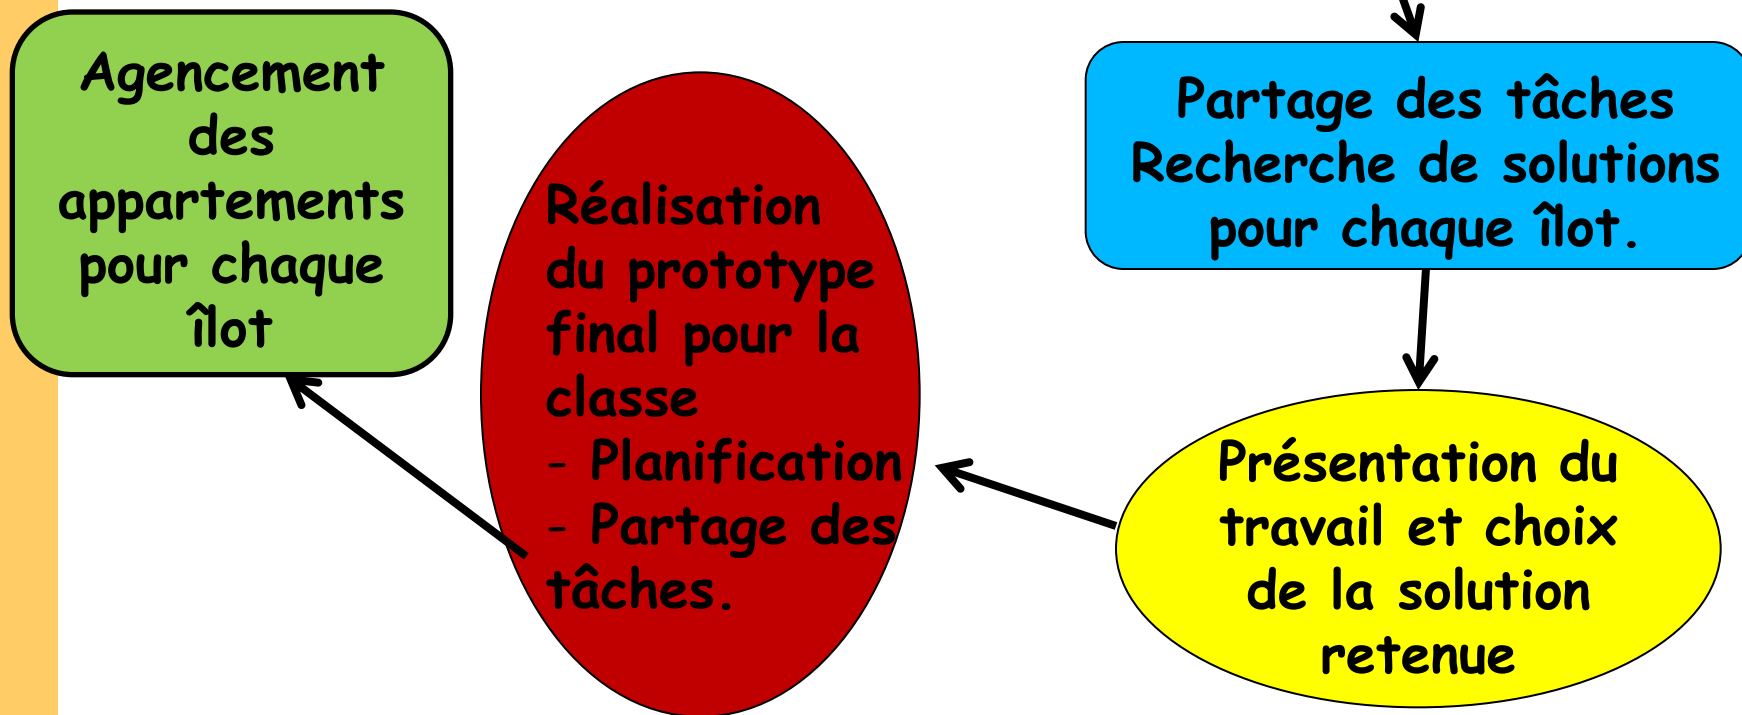 Agencement
des
appartements
pour chaque
îlot
Réalisation
du prototype
final pour la
classe
- Planification
- Partage des
tâches.
Partage des tâches
Recherche de solutions
pour chaque îlot.
Présentation du
travail et choix
de la solution
retenue